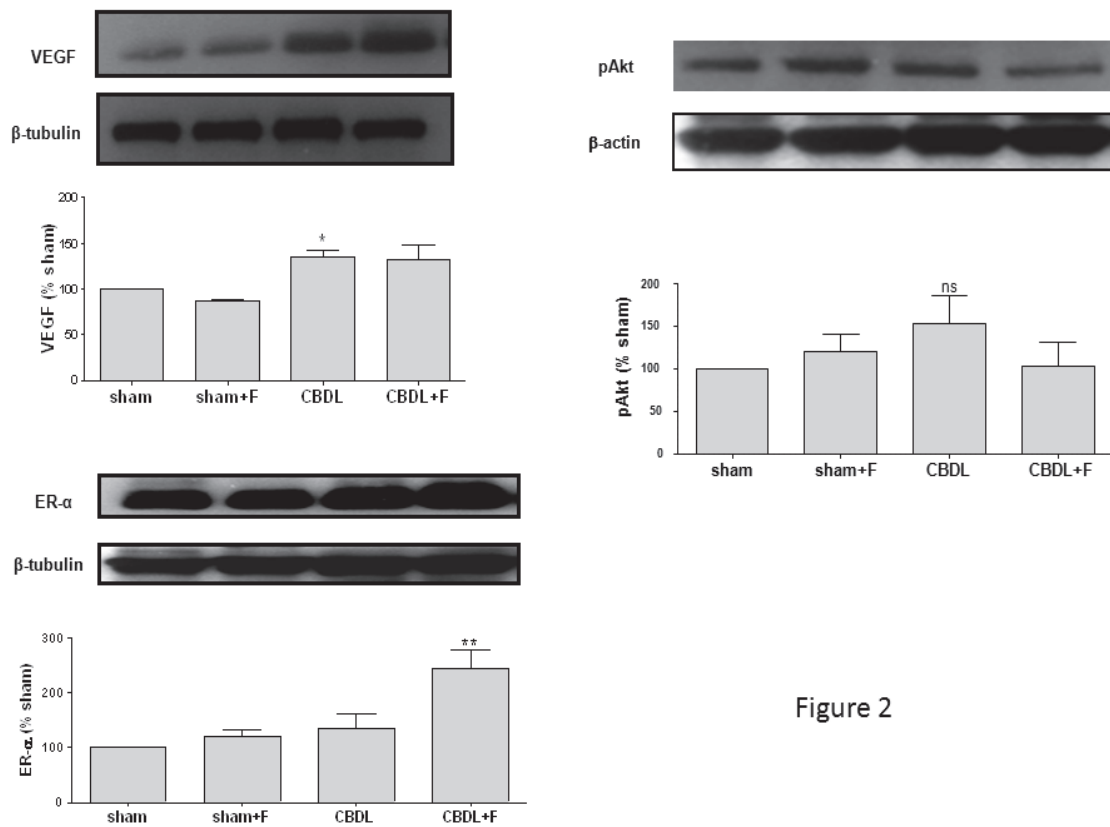 VEGF
β-tubulin
200
150
100
50
0
VEGF (% sham)
*
sham sham+F CBDL CBDL+F
pAkt
β-actin
200
150
100
50
0
pAkt (% sham)
ns
sham sham+F CBDL CBDL+F
ER-α
β-tubulin
300
200
100
0
ER-α (% sham)
**
sham sham+F CBDL CBDL+F
Figure 2